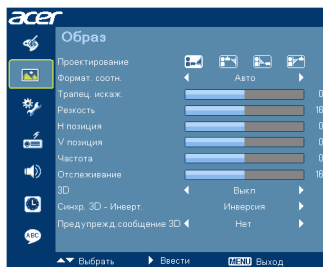 acer
Образ
Проектирование
Формат. соотн. Авто
Трапец. искаж. 0
Резкость 16
Н позиция 0
V позиция 0
Частота 0
Отслеживание 16
3D Выкл
Синхр. 3D - Инверт. Инверсия
Предупрежд.сообщение 3D Нет
ABC
Выбрать Ввести MENU Выход